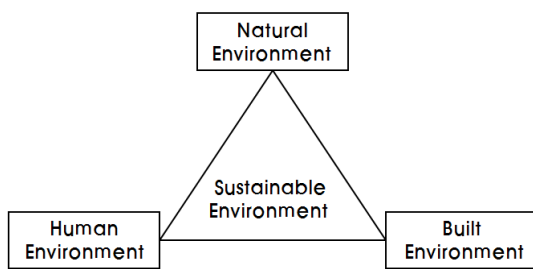 Natural
Environment
Sustainable
Environment
Human
Environment
Built
Environment